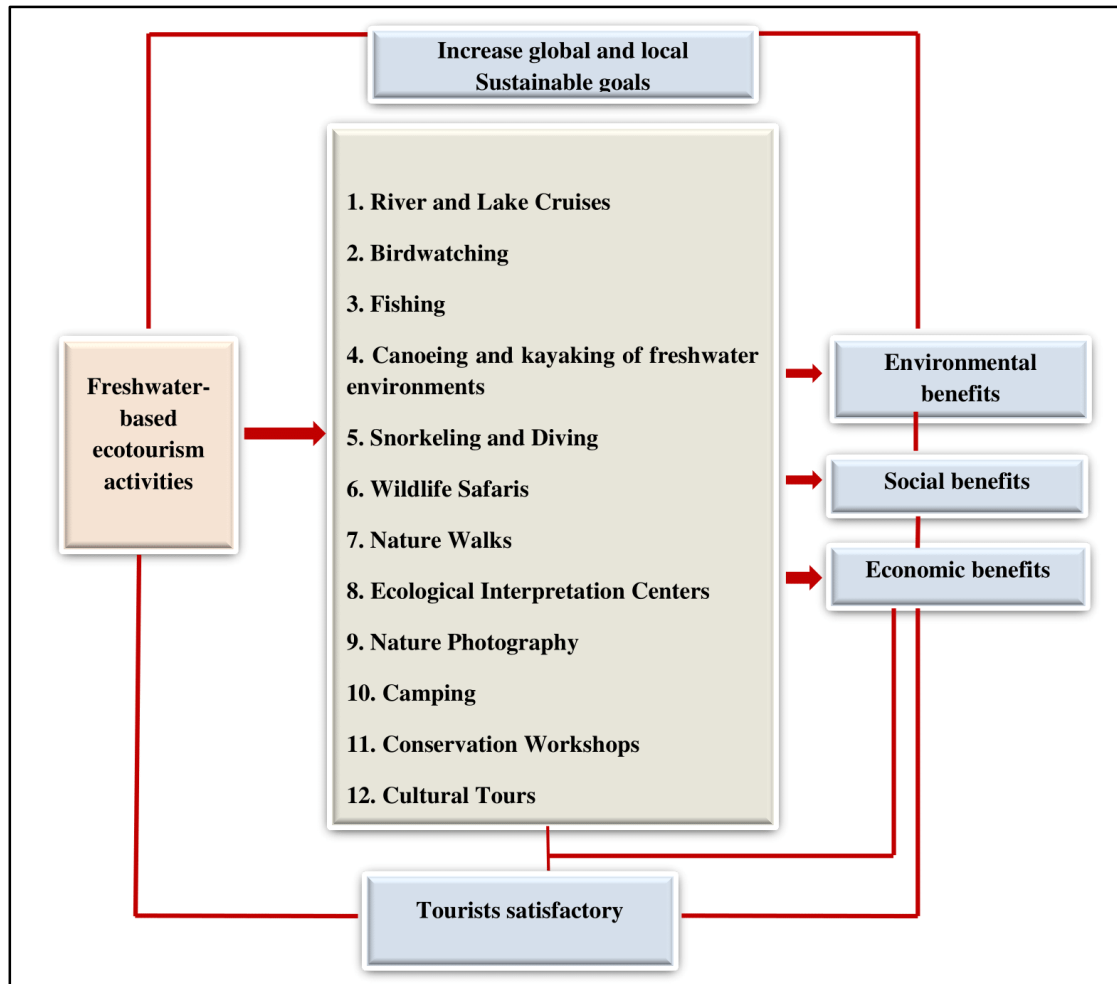 Increase global and local
Sustainable goals
Freshwater-
based
ecotourism
activities
1. River and Lake Cruises
2. Birdwatching
3. Fishing
4. Canoeing and kayaking of freshwater
environments
5. Snorkeling and Diving
6. Wildlife Safaris
7. Nature Walks
8. Ecological Interpretation Centers
9. Nature Photography
10. Camping
11. Conservation Workshops
12. Cultural Tours
Environmental
benefits
Social benefits
Economic benefits
Tourists satisfactory